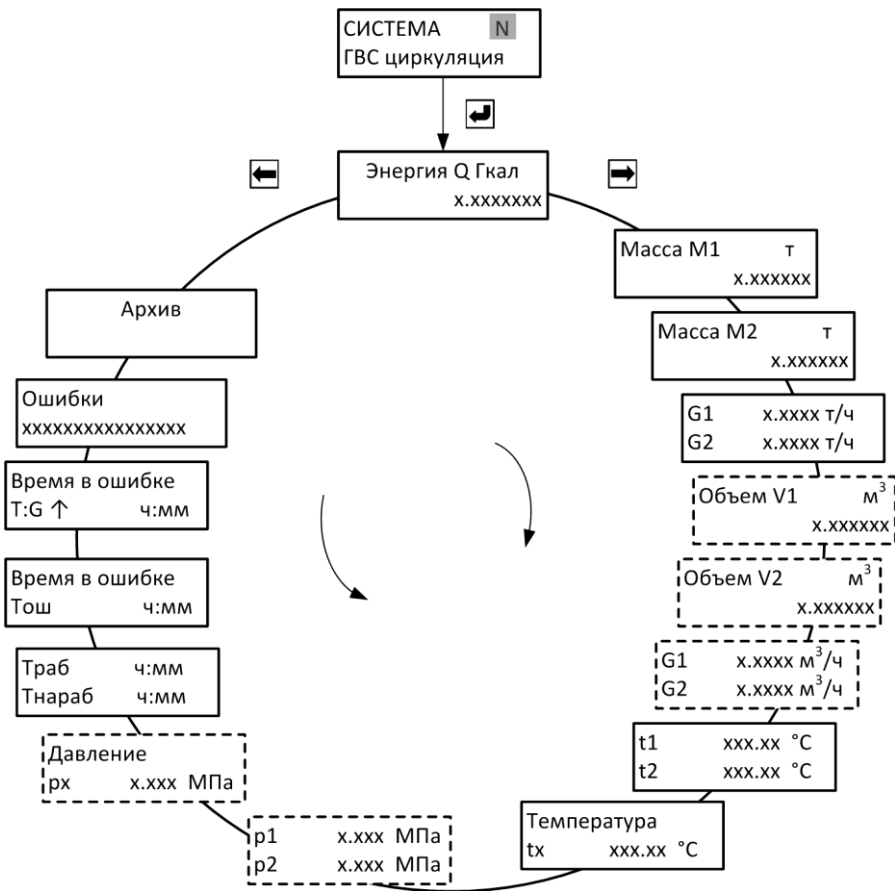 СИСТЕМА N
ГВС циркуляция
Энергия Q Гкал
x.xxxxxxx
Масса М1 т
x.xxxxxx
Масса М2 т
x.xxxxxx
G1 x.xxxx т/ч
G2 x.xxxx т/ч
Объем V1 м³
x.xxxxxx
Объем V2 м³
x.xxxxxx
G1 x.xxxx м³/ч
G2 x.xxxx м³/ч
t1 xxx.xx °C
t2 xxx.xx °C
Температура
tx xxx.xx °C
p1 x.xxx МПа
p2 x.xxx МПа
Давление
px x.xxx МПа
Траб ч:мм
Тнараб ч:мм
Время в ошибке
Тош ч:мм
Время в ошибке
T:G ↑ ч:мм
Ошибки
xxxxxxxxxxxxxxxx
Архив